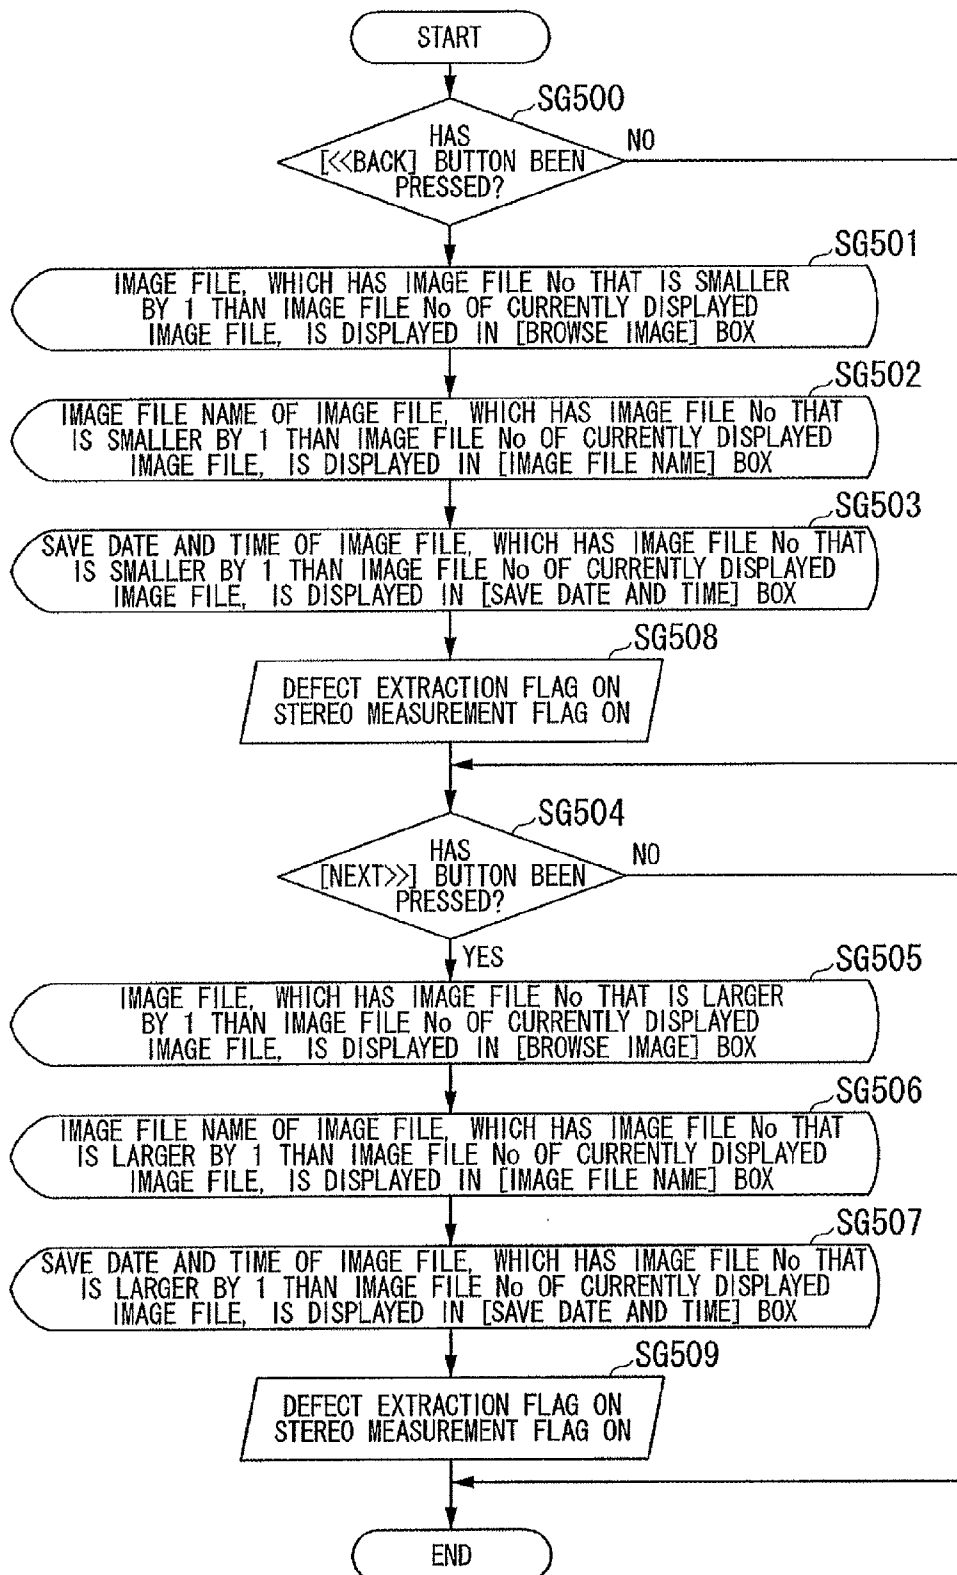 START
SG500
HAS
[<<BACK] BUTTON BEEN
PRESSED?
NO
SG501
IMAGE FILE, WHICH HAS IMAGE FILE No THAT IS SMALLER
BY 1 THAN IMAGE FILE No OF CURRENTLY DISPLAYED
IMAGE FILE, IS DISPLAYED IN [BROWSE IMAGE] BOX
SG502
IMAGE FILE NAME OF IMAGE FILE, WHICH HAS IMAGE FILE No THAT
IS SMALLER BY 1 THAN IMAGE FILE No OF CURRENTLY DISPLAYED
IMAGE FILE, IS DISPLAYED IN [IMAGE FILE NAME] BOX
SG503
SAVE DATE AND TIME OF IMAGE FILE, WHICH HAS IMAGE FILE No THAT
IS SMALLER BY 1 THAN IMAGE FILE No OF CURRENTLY DISPLAYED
IMAGE FILE, IS DISPLAYED IN [SAVE DATE AND TIME] BOX
SG508
DEFECT EXTRACTION FLAG ON
STEREO MEASUREMENT FLAG ON
SG504
HAS
[NEXT>>] BUTTON BEEN
PRESSED?
NO
YES
SG505
IMAGE FILE, WHICH HAS IMAGE FILE No THAT IS LARGER
BY 1 THAN IMAGE FILE No OF CURRENTLY DISPLAYED
IMAGE FILE, IS DISPLAYED IN [BROWSE IMAGE] BOX
SG506
IMAGE FILE NAME OF IMAGE FILE, WHICH HAS IMAGE FILE No THAT
IS LARGER BY 1 THAN IMAGE FILE No OF CURRENTLY DISPLAYED
IMAGE FILE, IS DISPLAYED IN [IMAGE FILE NAME] BOX
SG507
SAVE DATE AND TIME OF IMAGE FILE, WHICH HAS IMAGE FILE No THAT
IS LARGER BY 1 THAN IMAGE FILE No OF CURRENTLY DISPLAYED
IMAGE FILE, IS DISPLAYED IN [SAVE DATE AND TIME] BOX
SG509
DEFECT EXTRACTION FLAG ON
STEREO MEASUREMENT FLAG ON
END